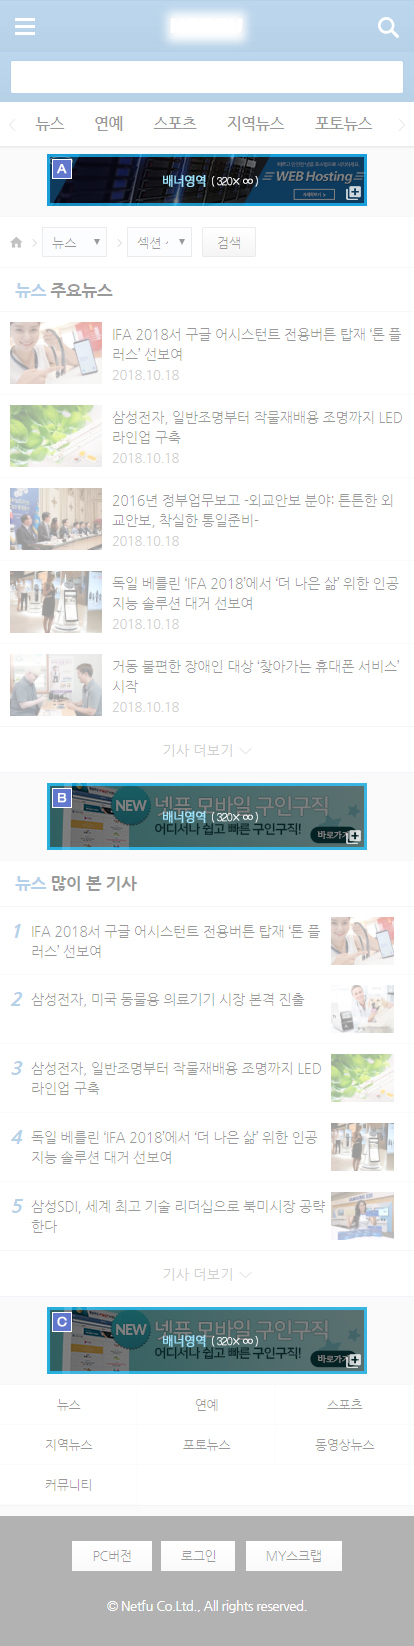 뉴스 연예 스포츠 지역뉴스 포토뉴스
A
WEB Hosting
배너영역 ( 320× ∞ )
뉴스 섹션 검색
뉴스 주요뉴스
IFA 2018서 구글 어시스턴트 전용버튼 탑재 ‘톤 플
러스’ 선보여
2018.10.18
삼성전자, 일반조명부터 작물재배용 조명까지 LED
라인업 구축
2018.10.18
2016년 정부업무보고 -외교안보 분야: 튼튼한 외
교안보, 착실한 통일준비-
2018.10.18
독일 베를린 ‘IFA 2018’에서 ‘더 나은 삶’ 위한 인공
지능 솔루션 대거 선보여
2018.10.18
거동 불편한 장애인 대상 ‘찾아가는 휴대폰 서비스’
시작
2018.10.18
기사 더보기
B
NEW 넷푸 모바일 구인구직
배너영역 ( 320× ∞ )
어디서나 쉽고 빠른 구인구직!
바로가기
뉴스 많이 본 기사
1 IFA 2018서 구글 어시스턴트 전용버튼 탑재 ‘톤 플
러스’ 선보여
2 삼성전자, 미국 동물용 의료기기 시장 본격 진출
3 삼성전자, 일반조명부터 작물재배용 조명까지 LED
라인업 구축
4 독일 베를린 ‘IFA 2018’에서 ‘더 나은 삶’ 위한 인공
지능 솔루션 대거 선보여
5 삼성SDI, 세계 최고 기술 리더십으로 북미시장 공략
한다
기사 더보기
C
NEW 넷푸 모바일 구인구직
배너영역 ( 320× ∞ )
어디서나 쉽고 빠른 구인구직!
바로가기
뉴스 연예 스포츠
지역뉴스 포토뉴스 동영상뉴스
커뮤니티
PC버전 로그인 MY스크랩
© Netfu Co.Ltd., All rights reserved.